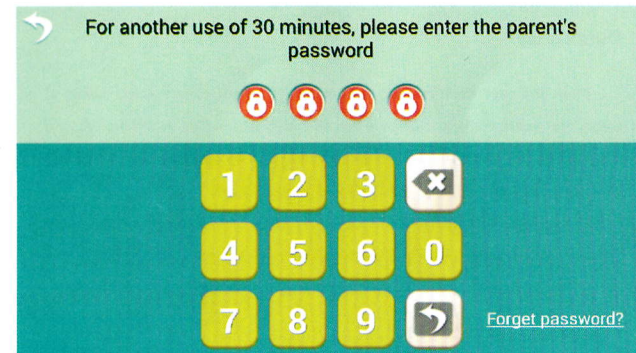 For another use of 30 minutes, please enter the parent's
password
1 2 3
4 5 6 0
7 8 9
Forget password?